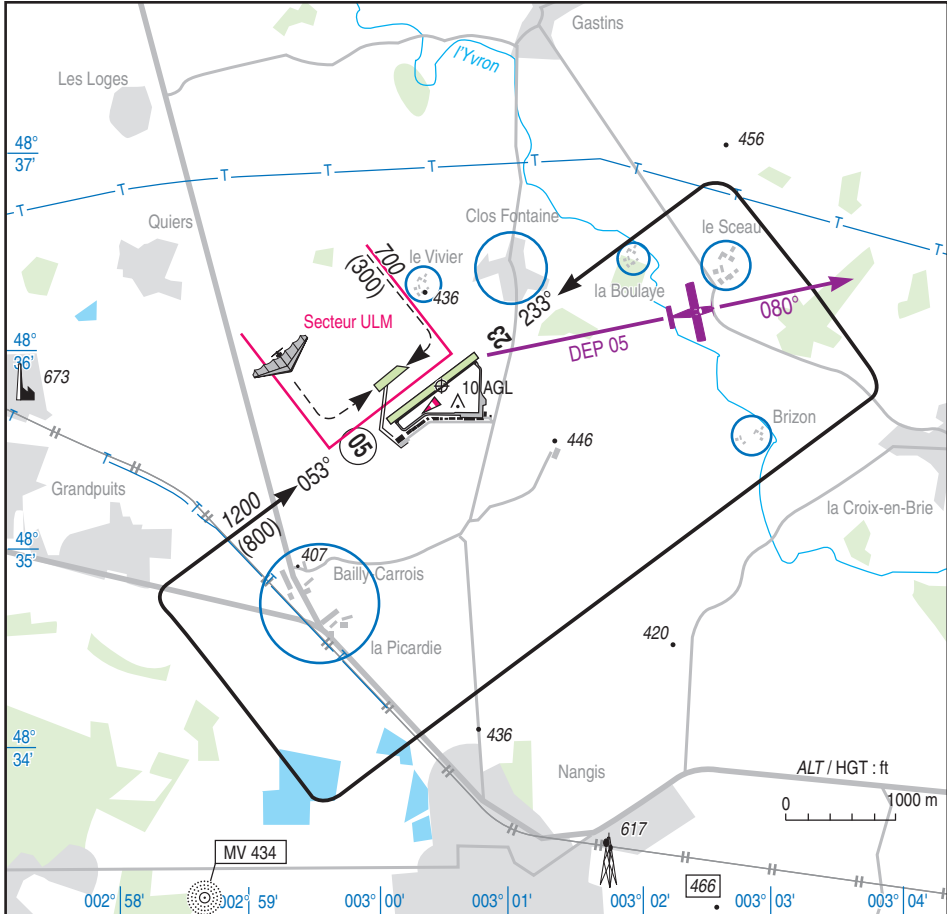 Gastins
l'Yvron
Les Loges
48°
37'
456
T
T
T
T
T
T
T
T
Quiers
Clos Fontaine
le Sceau
700
(300)
le Vivier
436
la Boulaye
233°
080°
Secteur ULM
23
DEP 05
48°
36'
673
10 AGL
T
05
Brizon
446
053°
T
Grandpuits
1200
(800)
T
la Croix-en-Brie
48°
35'
407
T
Bailly-Carrois
420
la Picardie
T
T
48°
34'
436
Nangis
ALT / HGT : ft
0
1000 m
617
MV 434
466
002° 58'
002° 59'
003° 00'
003° 01'
003° 02'
003° 03'
003° 04'